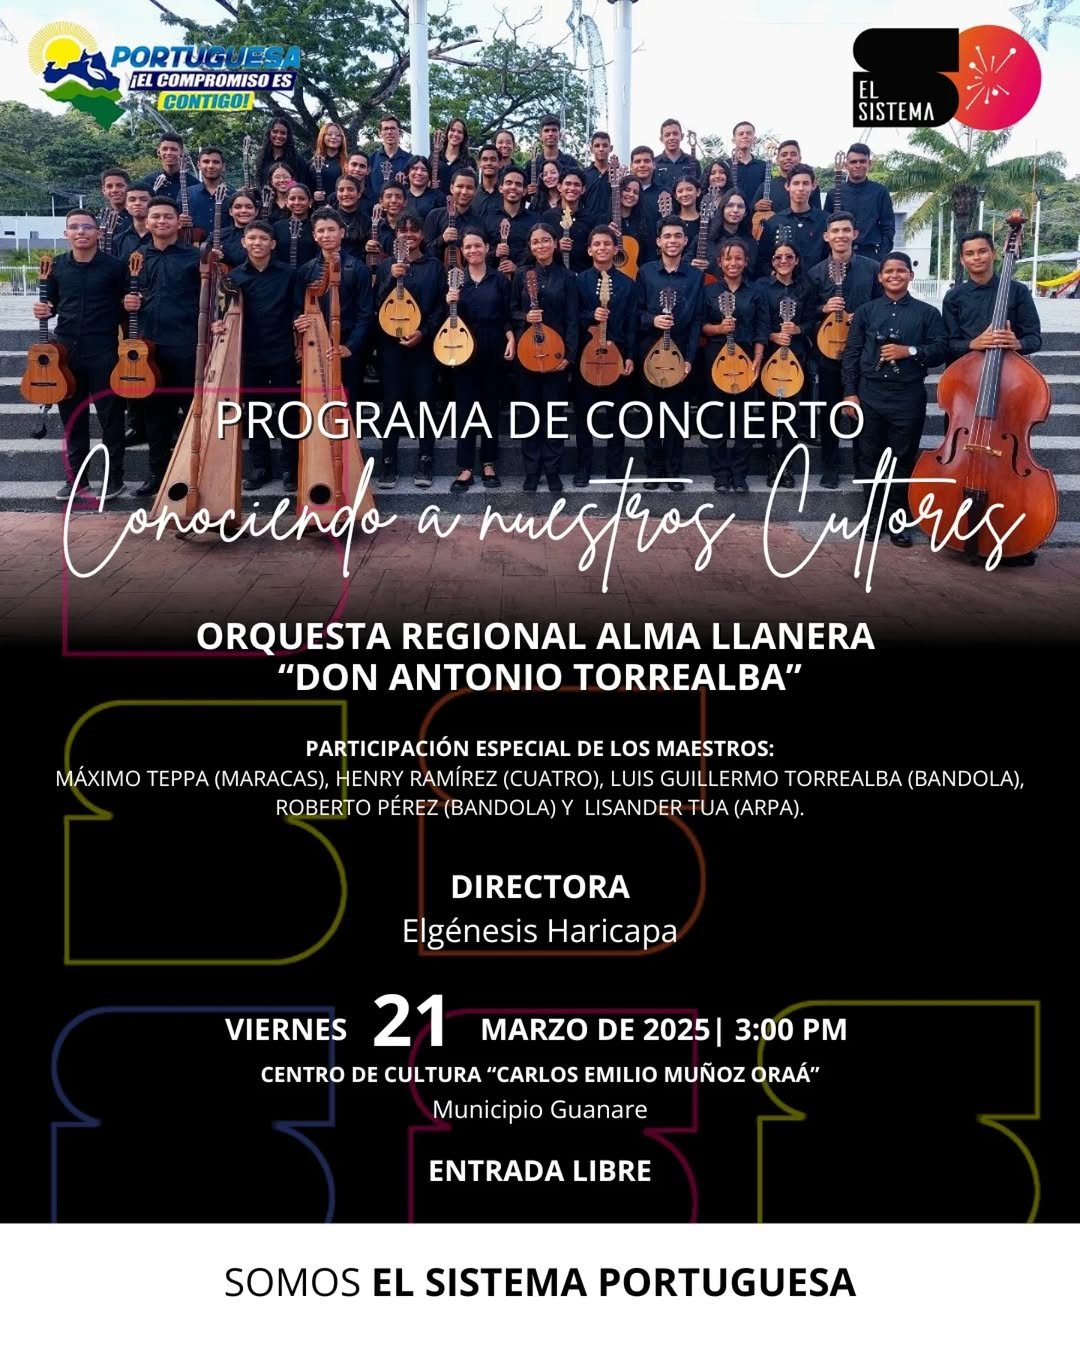 PORTUGUESA
¡EL COMPROMISO ES
CONTIGO!
EL
SISTEMA
PROGRAMA DE CONCIERTO
Conociendo a nuestros Cultores
ORQUESTA REGIONAL ALMA LLANERA
“DON ANTONIO TORREALBA”
PARTICIPACIÓN ESPECIAL DE LOS MAESTROS:
MÁXIMO TEPPA (MARACAS), HENRY RAMÍREZ (CUATRO), LUIS GUILLERMO TORREALBA (BANDOLA),
ROBERTO PÉREZ (BANDOLA) Y LISANDER TUA (ARPA).
DIRECTORA
Elgénesis Haricapa
VIERNES 21 MARZO DE 2025| 3:00 PM
CENTRO DE CULTURA “CARLOS EMILIO MUÑOZ ORAÁ”
Municipio Guanare
ENTRADA LIBRE
SOMOS EL SISTEMA PORTUGUESA